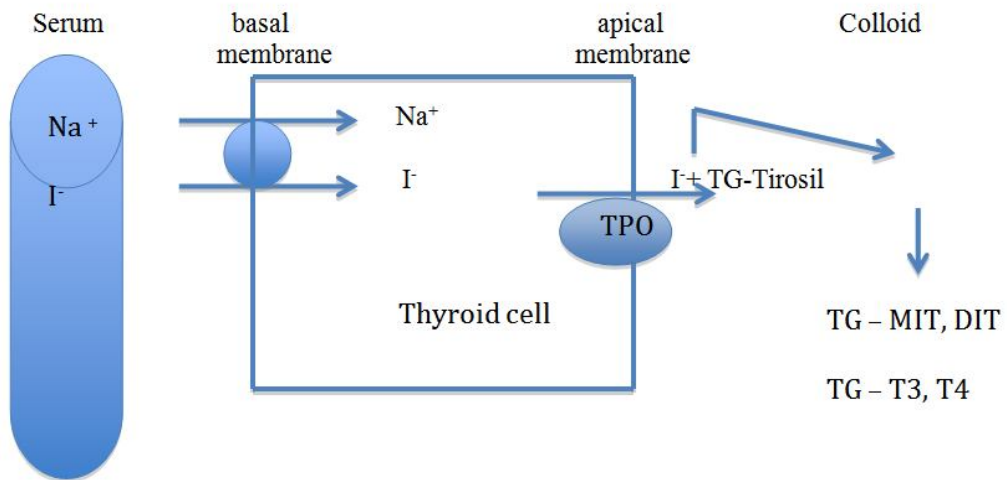 Serum
basal
membrane
apical
membrane
Colloid
Na +
I-
Na+
I-
I-+ TG-Tirosil
TPO
Thyroid cell
TG – MIT, DIT
TG – T3, T4